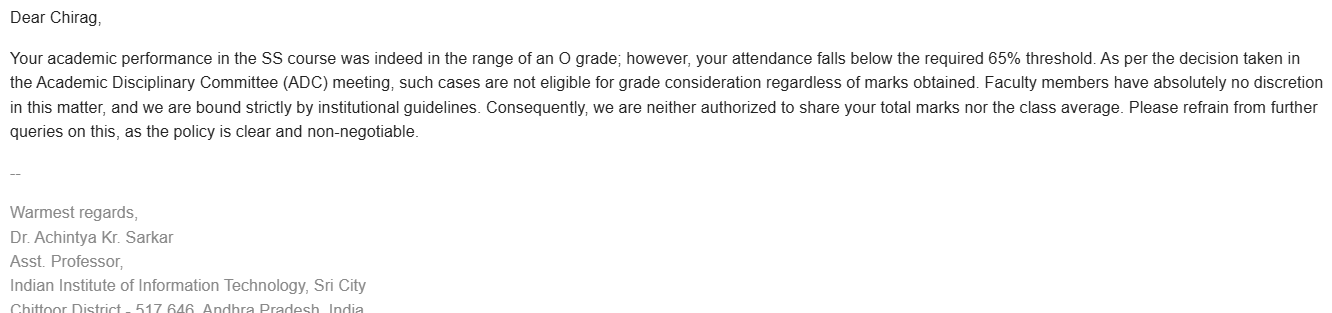 Dear Chirag,
Your academic performance in the SS course was indeed in the range of an O grade; however, your attendance falls below the required 65% threshold. As per the decision taken in
the Academic Disciplinary Committee (ADC) meeting, such cases are not eligible for grade consideration regardless of marks obtained. Faculty members have absolutely no discretion
in this matter, and we are bound strictly by institutional guidelines. Consequently, we are neither authorized to share your total marks nor the class average. Please refrain from further
queries on this, as the policy is clear and non-negotiable.
--
Warmest regards,
Dr. Achintya Kr. Sarkar
Asst. Professor,
Indian Institute of Information Technology, Sri City
Chittoor District - 517 646, Andhra Pradesh, India